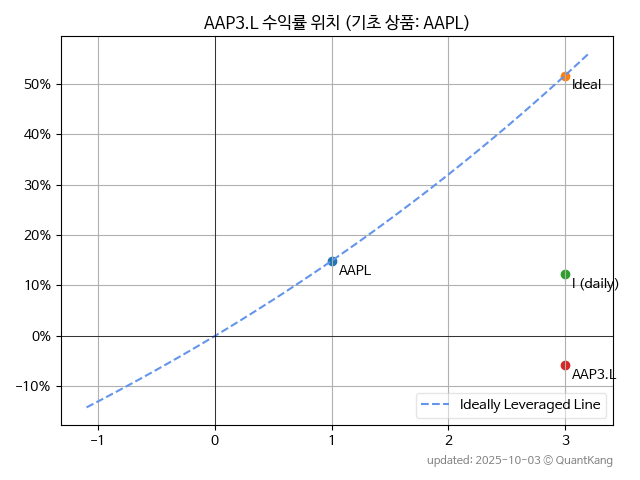 AAP3.L 수익률 위치 (기초 상품: AAPL)
50%
40%
30%
20%
10%
0%
−10%
Ideal
AAPL
I (daily)
AAP3.L
Ideally Leveraged Line
−1
0
1
2
3
updated: 2025-10-03 © QuantKang